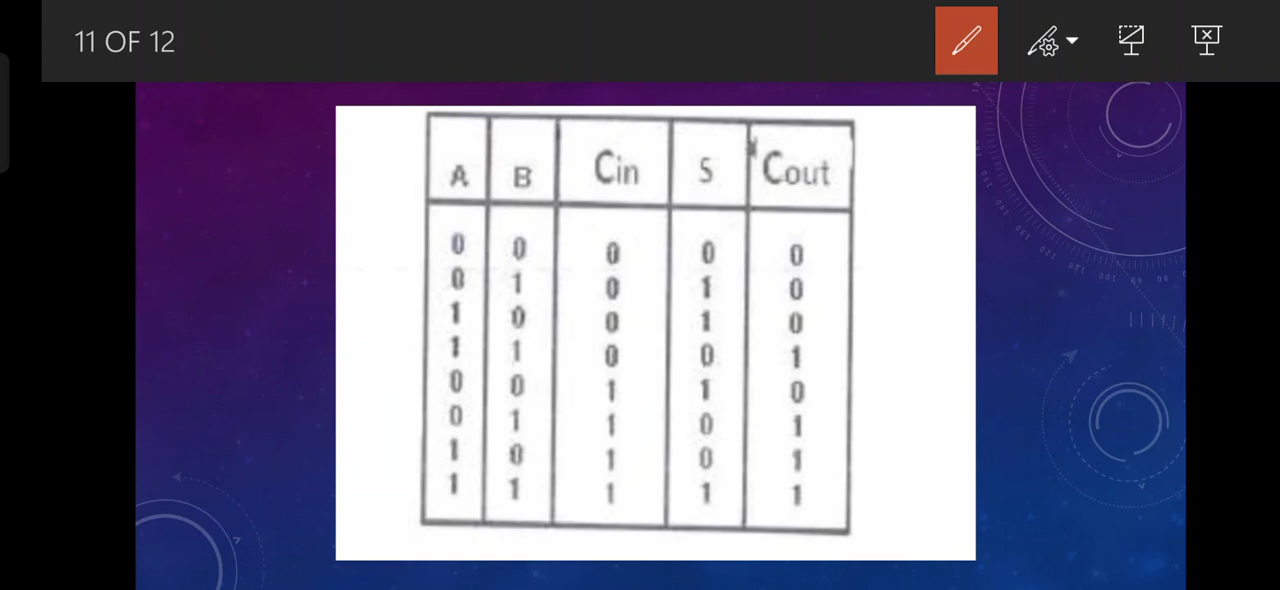 11 OF 12
A B Cin S Cout
0 0 0 0 0
0 1 0 1 0
1 0 0 1 0
1 1 0 0 1
0 0 1 1 0
0 1 1 0 1
1 0 1 0 1
1 1 1 1 1